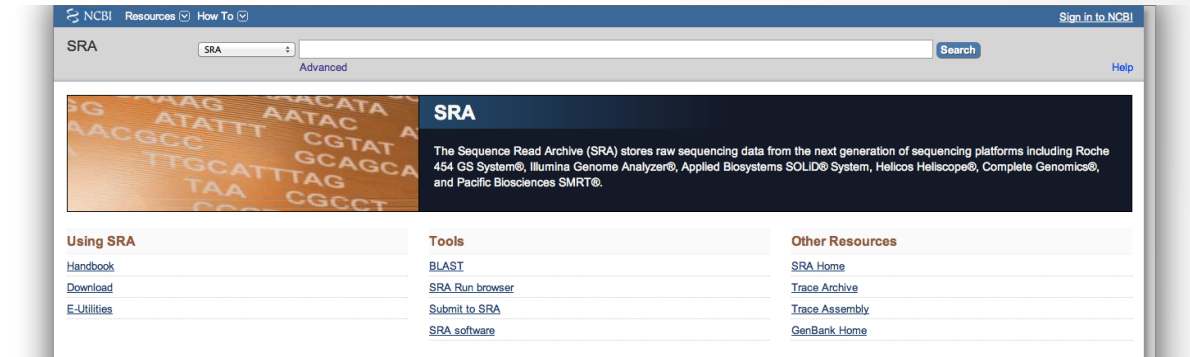 NCBI Resources How To Sign in to NCBI
SRA SRA Search
Advanced Help
SRA
The Sequence Read Archive (SRA) stores raw sequencing data from the next generation of sequencing platforms including Roche
454 GS System®, Illumina Genome Analyzer®, Applied Biosystems SOLiD® System, Helicos Heliscope®, Complete Genomics®,
and Pacific Biosciences SMRT®.
AACATA
AATAC
ATATTT
CGTAT
AACGCC
GCAGCA
TTGCATTTAG
TAA
CGCCT
Using SRA
Handbook
Download
E-Utilities
Tools
BLAST
SRA Run browser
Submit to SRA
SRA software
Other Resources
SRA Home
Trace Archive
Trace Assembly
GenBank Home